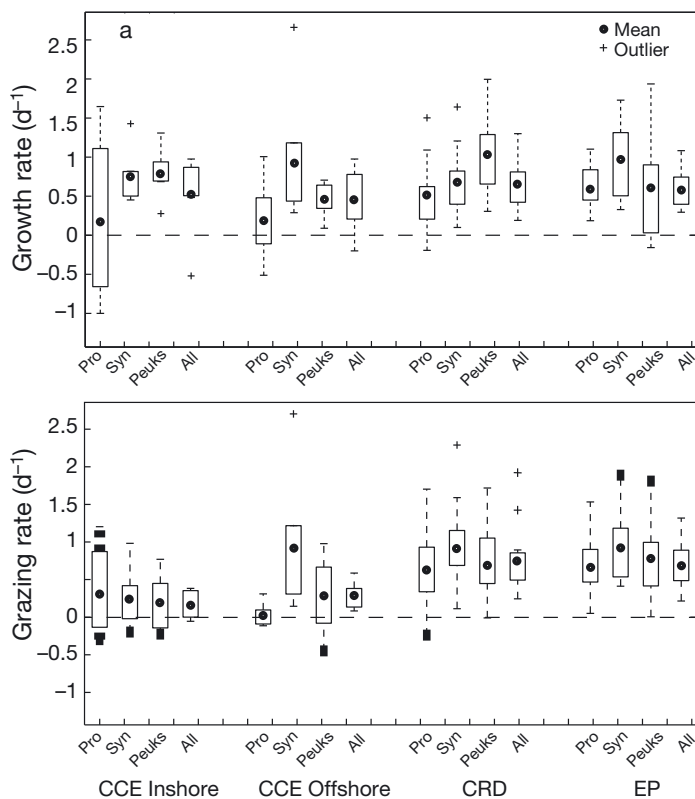 a
Mean
Outlier
Growth rate (d⁻¹)
2.5
2
1.5
1
0.5
0
−0.5
−1
Pro Syn Peuks All Pro Syn Peuks All Pro Syn Peuks All Pro Syn Peuks All
Grazing rate (d⁻¹)
2.5
2
1.5
1
0
−0.5
−1
Pro Syn Peuks All Pro Syn Peuks All Pro Syn Peuks All Pro Syn Peuks All
CCE Inshore CCE Offshore CRD EP